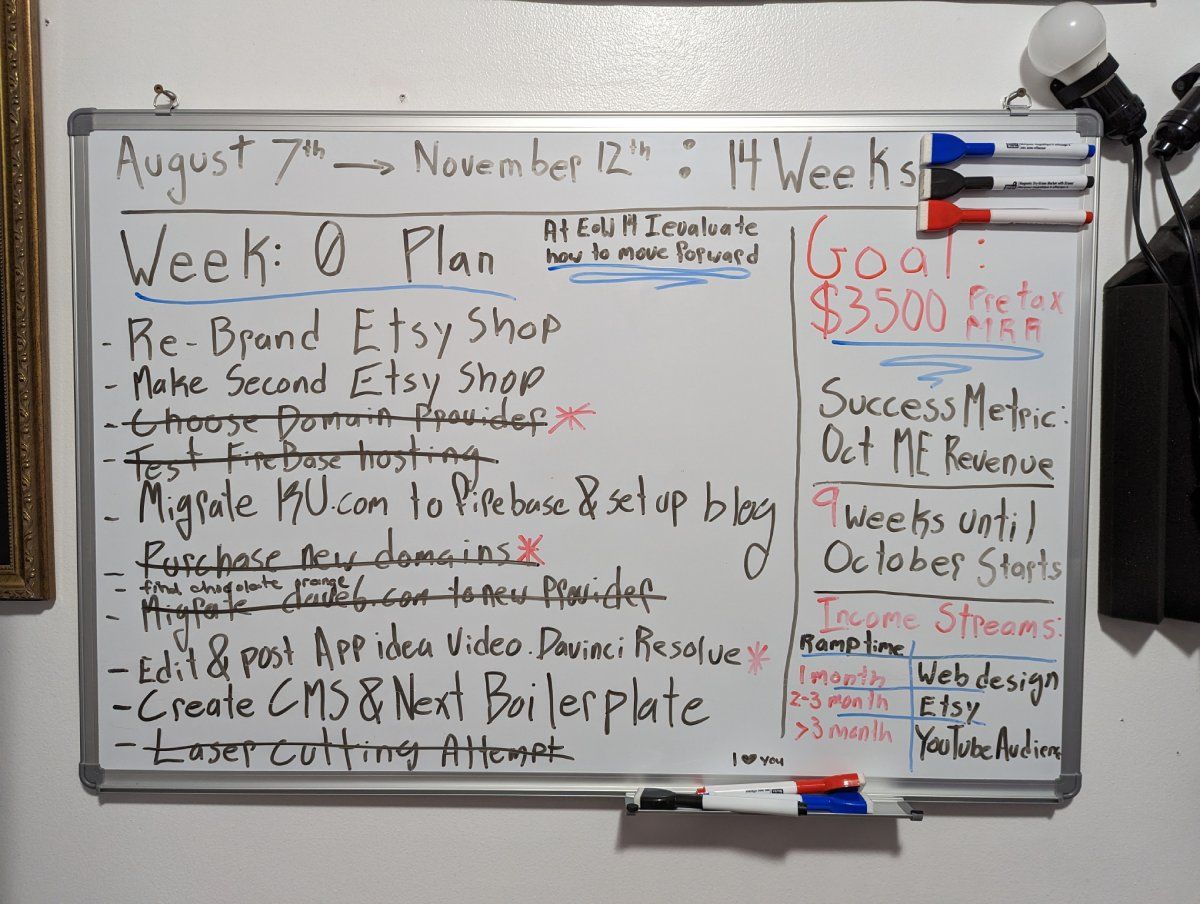 August 7th → November 12th : 14 Weeks
Week: 0 Plan
At EoW 14 I evaluate
how to move forward
- Re-Brand Etsy Shop
- Make Second Etsy Shop
- Choose Domain Provider *
- Test FireBase hosting
- Migrate KU.com to firebase & set up blog
- Purchase new domains *
- find chocolate orange
- Migrate daveb.com to new Provider
- Edit & post App idea Video. Davinci Resolve *
- Create CMS & Next Boilerplate
- Laser Cutting Attempt
I ♥ you
Goal:
$3500 Pretax
MRR
Success Metric:
Oct ME Revenue
9 weeks until
October Starts
Income Streams:
Ramp time
1 month Web design
2-3 month Etsy
>3 month YouTube Audience